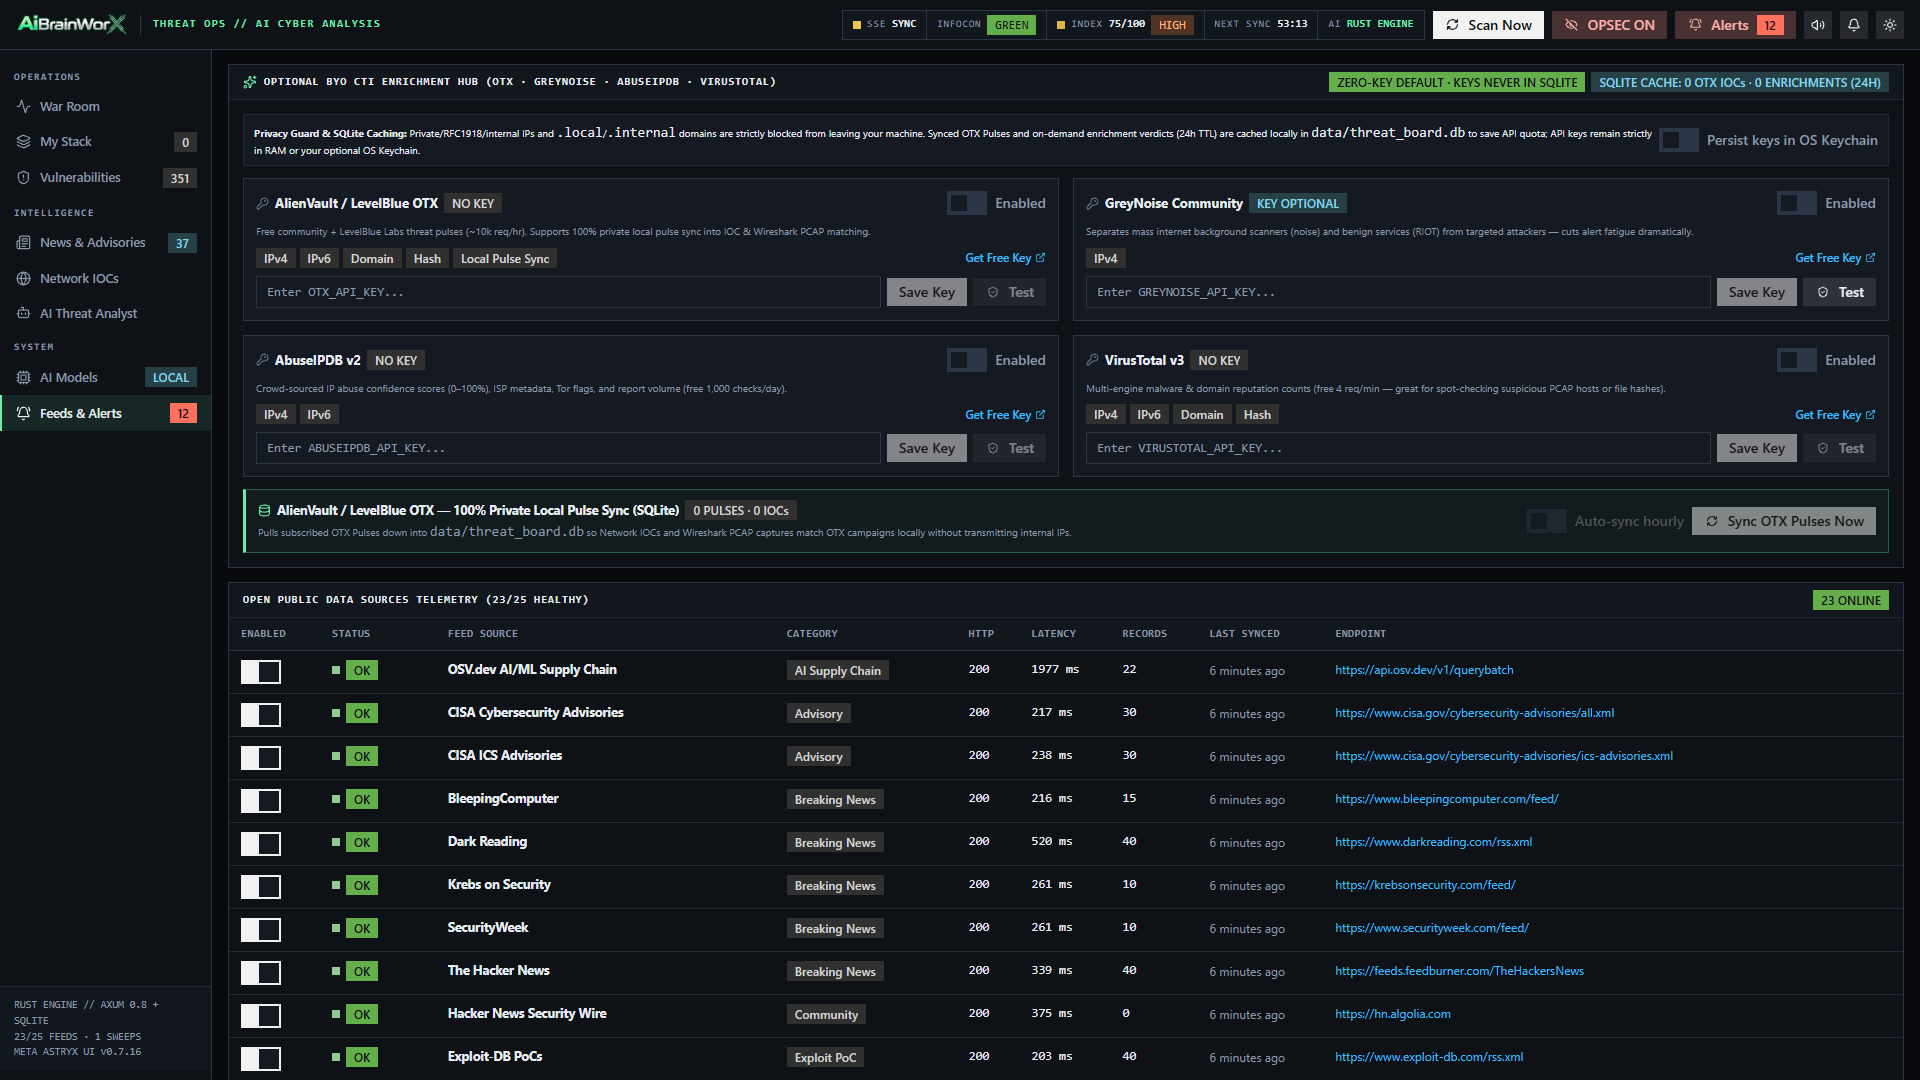 AiBrainWorX
THREAT OPS // AI CYBER ANALYSIS
SSE SYNC
INFOCON GREEN
INDEX 75/100 HIGH
NEXT SYNC 53:13
AI RUST ENGINE
Scan Now
OPSEC ON
Alerts 12
OPERATIONS
War Room
My Stack 0
Vulnerabilities 351
INTELLIGENCE
News & Advisories 37
Network IOCs
AI Threat Analyst
SYSTEM
AI Models LOCAL
Feeds & Alerts 12
RUST ENGINE // AXUM 0.8 +
SQLITE
23/25 FEEDS · 1 SWEEPS
META ASTRYX UI v0.7.16
OPTIONAL BYO CTI ENRICHMENT HUB (OTX · GREYNOISE · ABUSEIPDB · VIRUSTOTAL)
ZERO-KEY DEFAULT · KEYS NEVER IN SQLITE
SQLITE CACHE: 0 OTX IOCs · 0 ENRICHMENTS (24H)
Privacy Guard & SQLite Caching: Private/RFC1918/internal IPs and .local/.internal domains are strictly blocked from leaving your machine. Synced OTX Pulses and on-demand enrichment verdicts (24h TTL) are cached locally in data/threat_board.db to save API quota; API keys remain strictly
in RAM or your optional OS Keychain.
Persist keys in OS Keychain
AlienVault / LevelBlue OTX NO KEY
Enabled
Free community + LevelBlue Labs threat pulses (~10k req/hr). Supports 100% private local pulse sync into IOC & Wireshark PCAP matching.
IPv4 IPv6 Domain Hash Local Pulse Sync
Get Free Key
Enter OTX_API_KEY...
Save Key
Test
GreyNoise Community KEY OPTIONAL
Enabled
Separates mass internet background scanners (noise) and benign services (RIOT) from targeted attackers — cuts alert fatigue dramatically.
IPv4
Get Free Key
Enter GREYNOISE_API_KEY...
Save Key
Test
AbuseIPDB v2 NO KEY
Enabled
Crowd-sourced IP abuse confidence scores (0–100%), ISP metadata, Tor flags, and report volume (free 1,000 checks/day).
IPv4 IPv6
Get Free Key
Enter ABUSEIPDB_API_KEY...
Save Key
Test
VirusTotal v3 NO KEY
Enabled
Multi-engine malware & domain reputation counts (free 4 req/min — great for spot-checking suspicious PCAP hosts or file hashes).
IPv4 IPv6 Domain Hash
Get Free Key
Enter VIRUSTOTAL_API_KEY...
Save Key
Test
AlienVault / LevelBlue OTX — 100% Private Local Pulse Sync (SQLite) 0 PULSES · 0 IOCs
Pulls subscribed OTX Pulses down into data/threat_board.db so Network IOCs and Wireshark PCAP captures match OTX campaigns locally without transmitting internal IPs.
Auto-sync hourly
Sync OTX Pulses Now
OPEN PUBLIC DATA SOURCES TELEMETRY (23/25 HEALTHY)
23 ONLINE
ENABLED STATUS FEED SOURCE CATEGORY HTTP LATENCY RECORDS LAST SYNCED ENDPOINT
OK OSV.dev AI/ML Supply Chain AI Supply Chain 200 1977 ms 22 6 minutes ago https://api.osv.dev/v1/querybatch
OK CISA Cybersecurity Advisories Advisory 200 217 ms 30 6 minutes ago https://www.cisa.gov/cybersecurity-advisories/all.xml
OK CISA ICS Advisories Advisory 200 238 ms 30 6 minutes ago https://www.cisa.gov/cybersecurity-advisories/ics-advisories.xml
OK BleepingComputer Breaking News 200 216 ms 15 6 minutes ago https://www.bleepingcomputer.com/feed/
OK Dark Reading Breaking News 200 520 ms 40 6 minutes ago https://www.darkreading.com/rss.xml
OK Krebs on Security Breaking News 200 261 ms 10 6 minutes ago https://krebsonsecurity.com/feed/
OK SecurityWeek Breaking News 200 261 ms 10 6 minutes ago https://www.securityweek.com/feed/
OK The Hacker News Breaking News 200 339 ms 40 6 minutes ago https://feeds.feedburner.com/TheHackersNews
OK Hacker News Security Wire Community 200 375 ms 0 6 minutes ago https://hn.algolia.com
OK Exploit-DB PoCs Exploit PoC 200 203 ms 40 6 minutes ago https://www.exploit-db.com/rss.xml